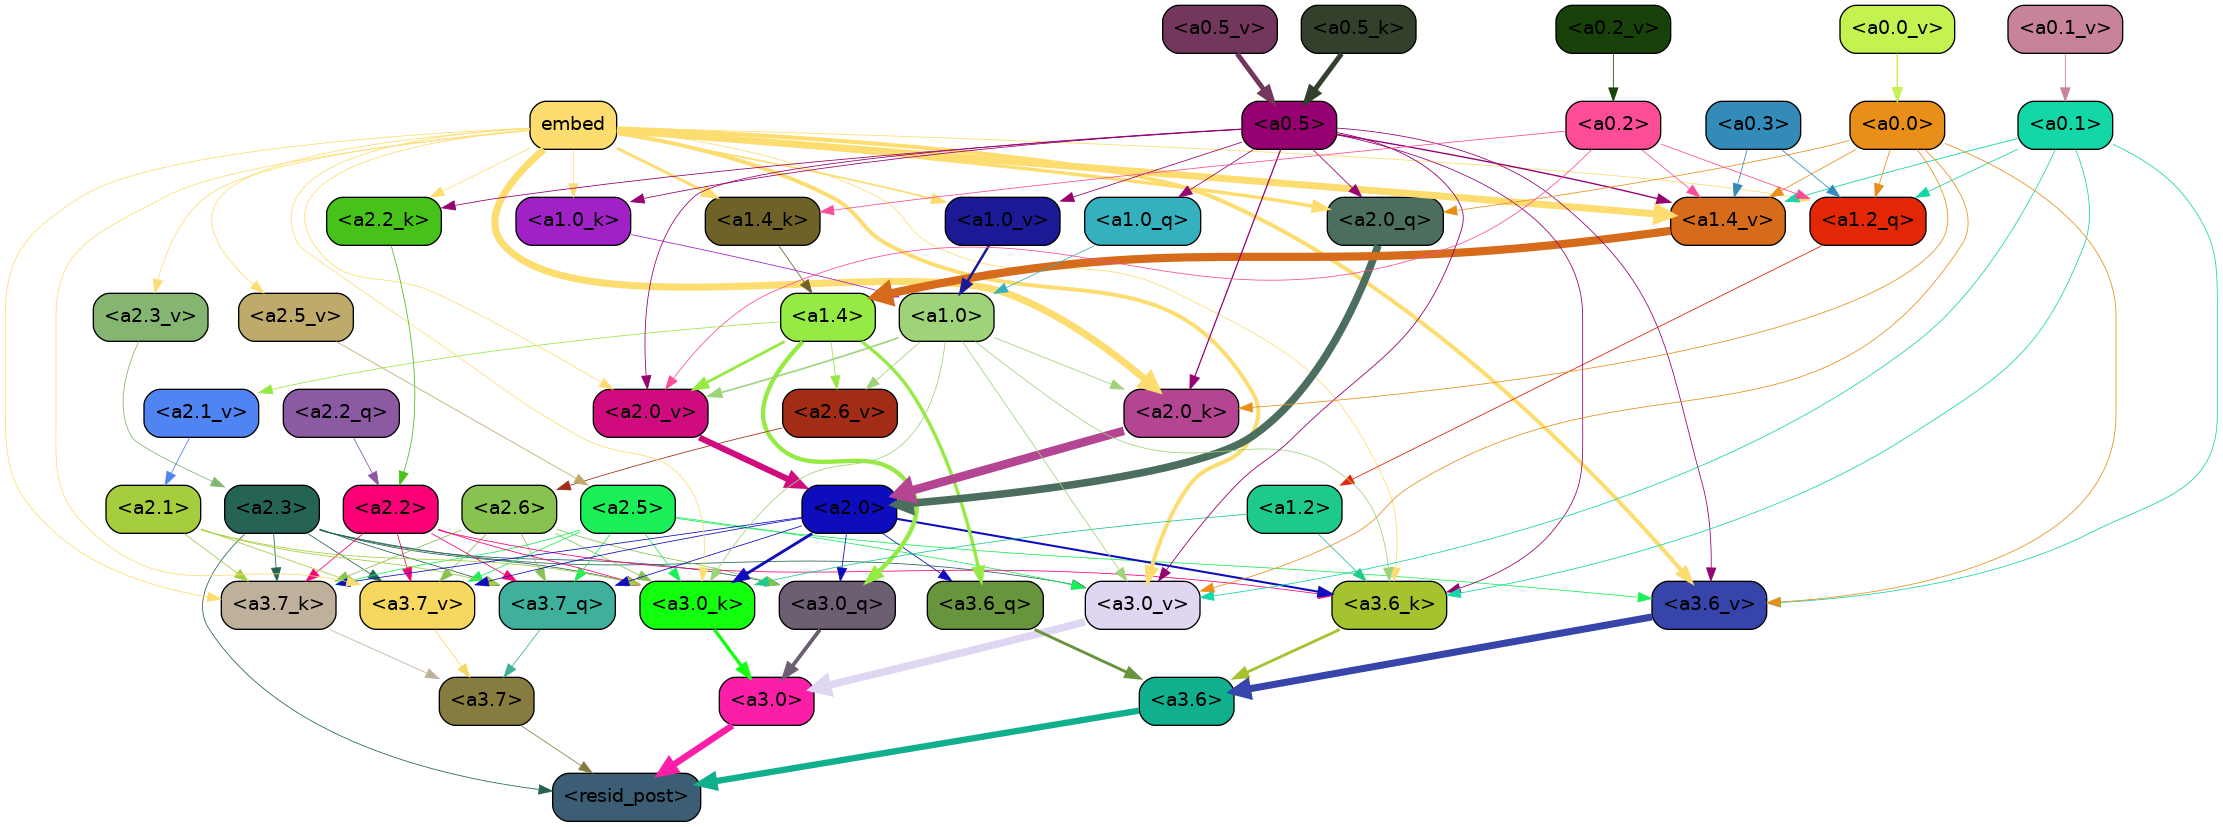 <a0.5_v> <a0.5_k> <a0.2_v> <a0.0_v> <a0.1_v>
embed <a0.5> <a0.2> <a0.3> <a0.0> <a0.1>
<a2.2_k> <a1.0_k> <a1.4_k> <a1.0_v> <a1.0_q> <a2.0_q> <a1.4_v> <a1.2_q>
<a2.3_v> <a2.5_v> <a1.4> <a1.0>
<a2.1_v> <a2.2_q> <a2.0_v> <a2.6_v> <a2.0_k>
<a2.1> <a2.3> <a2.2> <a2.6> <a2.5> <a2.0> <a1.2>
<a3.7_k> <a3.7_v> <a3.7_q> <a3.0_k> <a3.0_q> <a3.6_q> <a3.0_v> <a3.6_k> <a3.6_v>
<a3.7> <a3.0> <a3.6>
<resid_post>